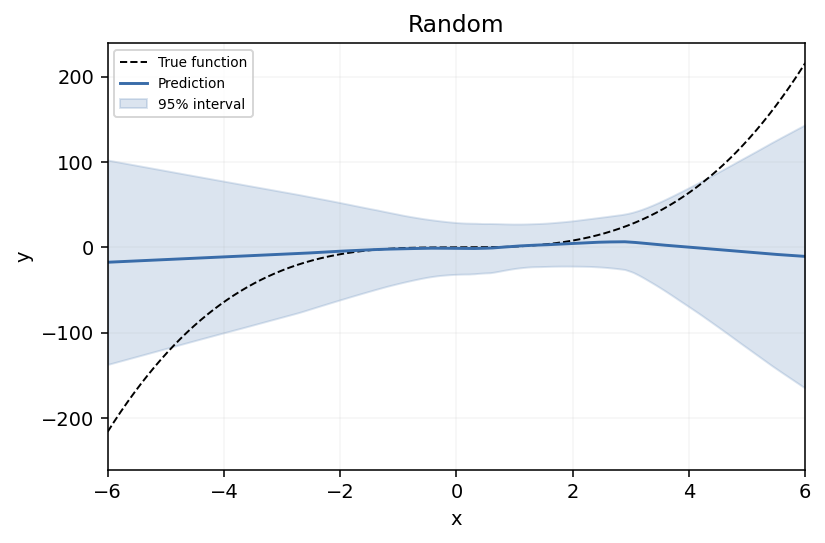 Random
True function
Prediction
95% interval
200
100
0
−100
−200
y
−6
−4
−2
0
2
4
6
x